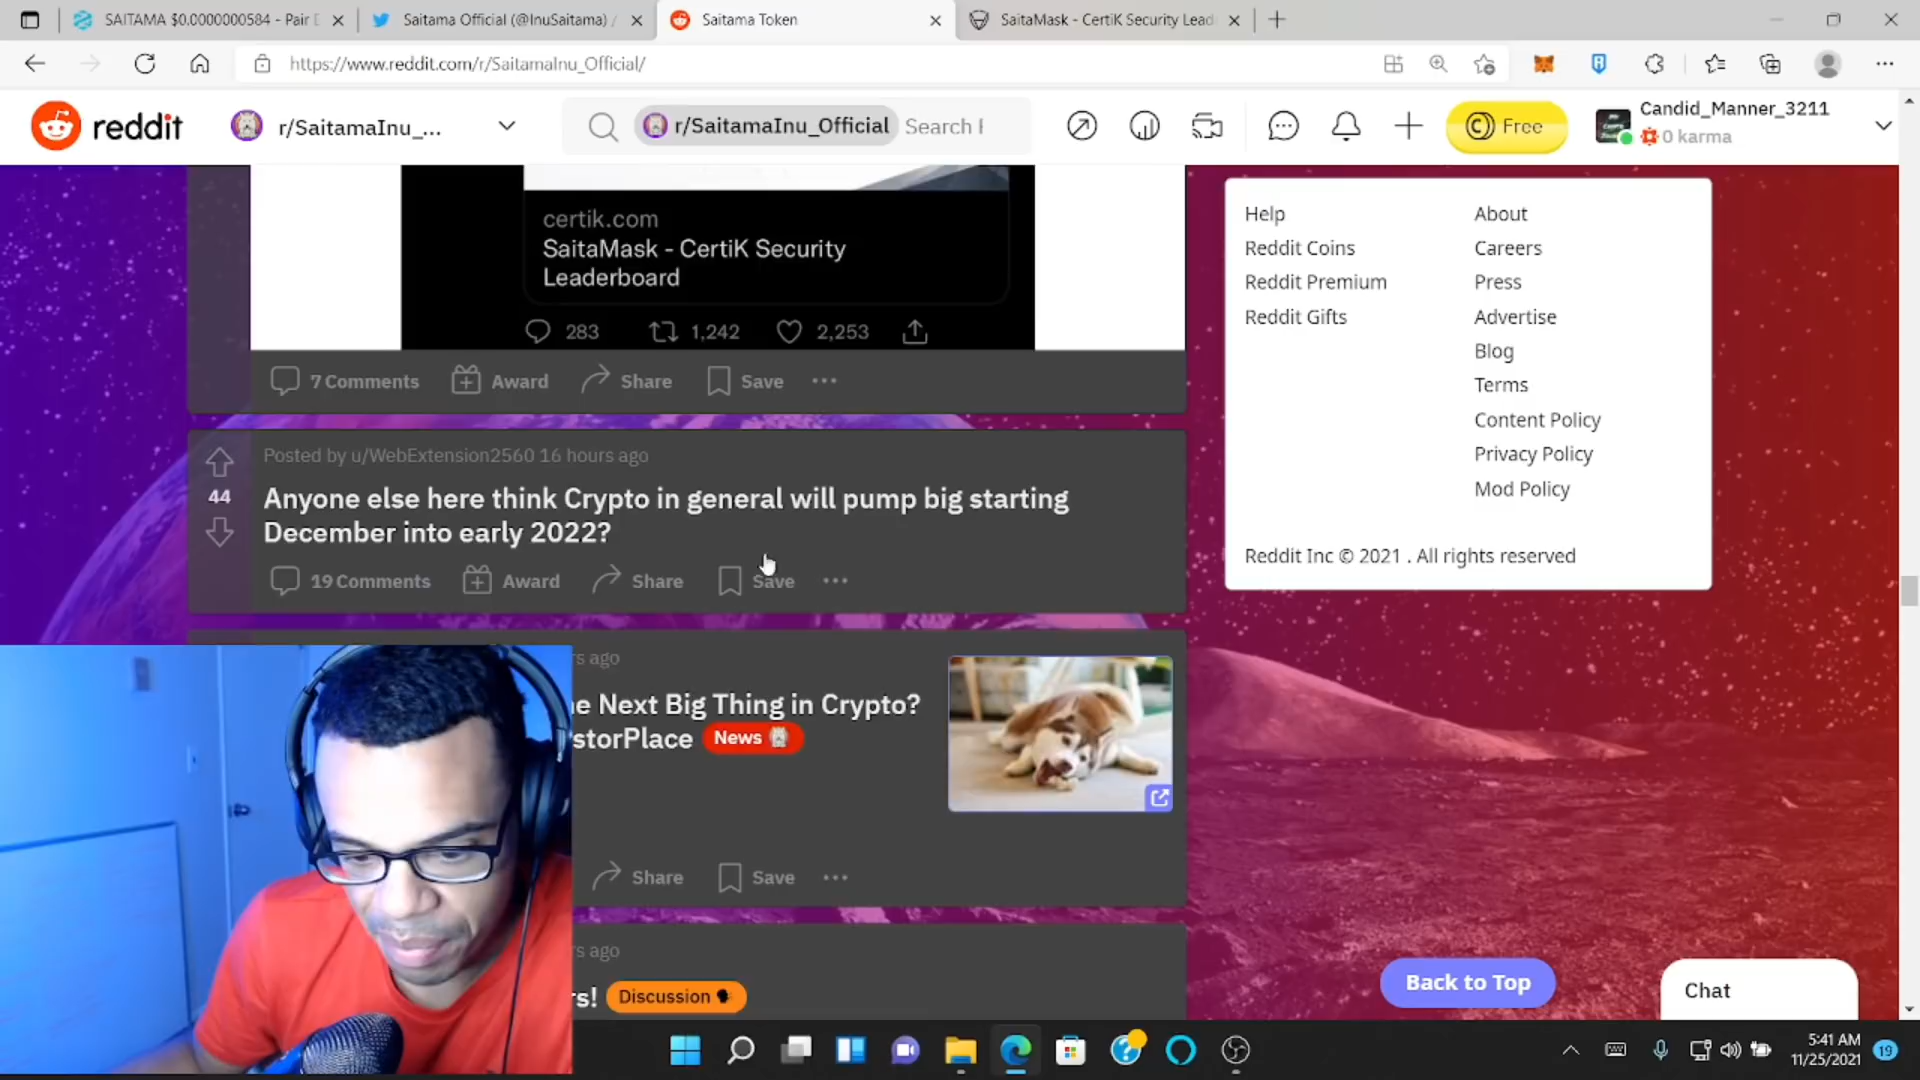 SAITAMA $0.0000000584 - Pair
Saitama Official (@InuSaitama) /
Saitama Token
SaitaMask - CertiK Security Lead
https://www.reddit.com/r/SaitamaInu_Official/
reddit
r/SaitamaInu_...
r/SaitamaInu_Official
Search
Free
Candid_Manner_3211
0 karma
certik.com
SaitaMask - CertiK Security
Leaderboard
283
1,242
2,253
7 Comments
Award
Share
Save
Posted by u/WebExtension2560 16 hours ago
44
Anyone else here think Crypto in general will pump big starting
December into early 2022?
19 Comments
Award
Share
Save
s ago
e Next Big Thing in Crypto?
storPlace
News
Share
Save
s ago
rs!
Discussion
Help
About
Reddit Coins
Careers
Reddit Premium
Press
Reddit Gifts
Advertise
Blog
Terms
Content Policy
Privacy Policy
Mod Policy
Reddit Inc © 2021 . All rights reserved
Back to Top
Chat
5:41 AM
11/25/2021
19